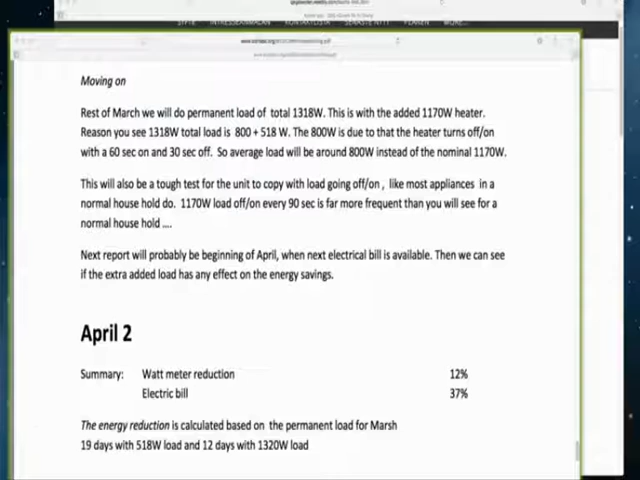 MORE...
Moving on
Rest of March we will do permanent load of total 1318W. This is with the added 1170W heater.
Reason you see 1318W total load is 800 + 518 W. The 800W is due to that the heater turns off/on
with a 60 sec on and 30 sec off. So average load will be around 800W instead of the nominal 1170W.
This will also be a tough test for the unit to copy with load going off/on , like most appliances in a
normal house hold do. 1170W load off/on every 90 sec is far more frequent than you will see for a
normal house hold ....
Next report will probably be beginning of April, when next electrical bill is available. Then we can see
if the extra added load has any effect on the energy savings.
April 2
Summary: Watt meter reduction 12%
Electric bill 37%
The energy reduction is calculated based on the permanent load for Marsh
19 days with 518W load and 12 days with 1320W load